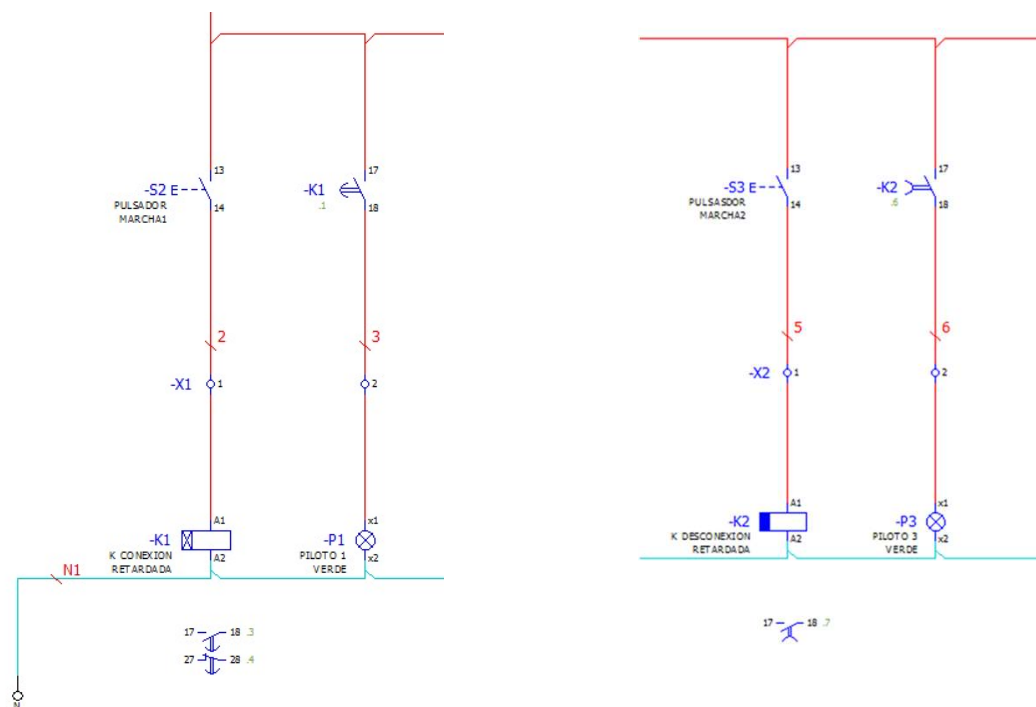 13
-S2
PULSADOR
MARCHA1
14
17
-K1
.1
18
2
3
-X1
1
2
A1
-K1
A2
K CONEXION
RETARDADA
x1
-P1
x2
PILOTO 1
VERDE
N1
17 18 .3
27 28 .4
N
13
-S3
PULSASDOR
MARCHA2
14
17
-K2
.6
18
5
6
-X2
1
2
A1
-K2
A2
K DESCONEXION
RETARDADA
x1
-P3
x2
PILOTO 3
VERDE
17 18 .7